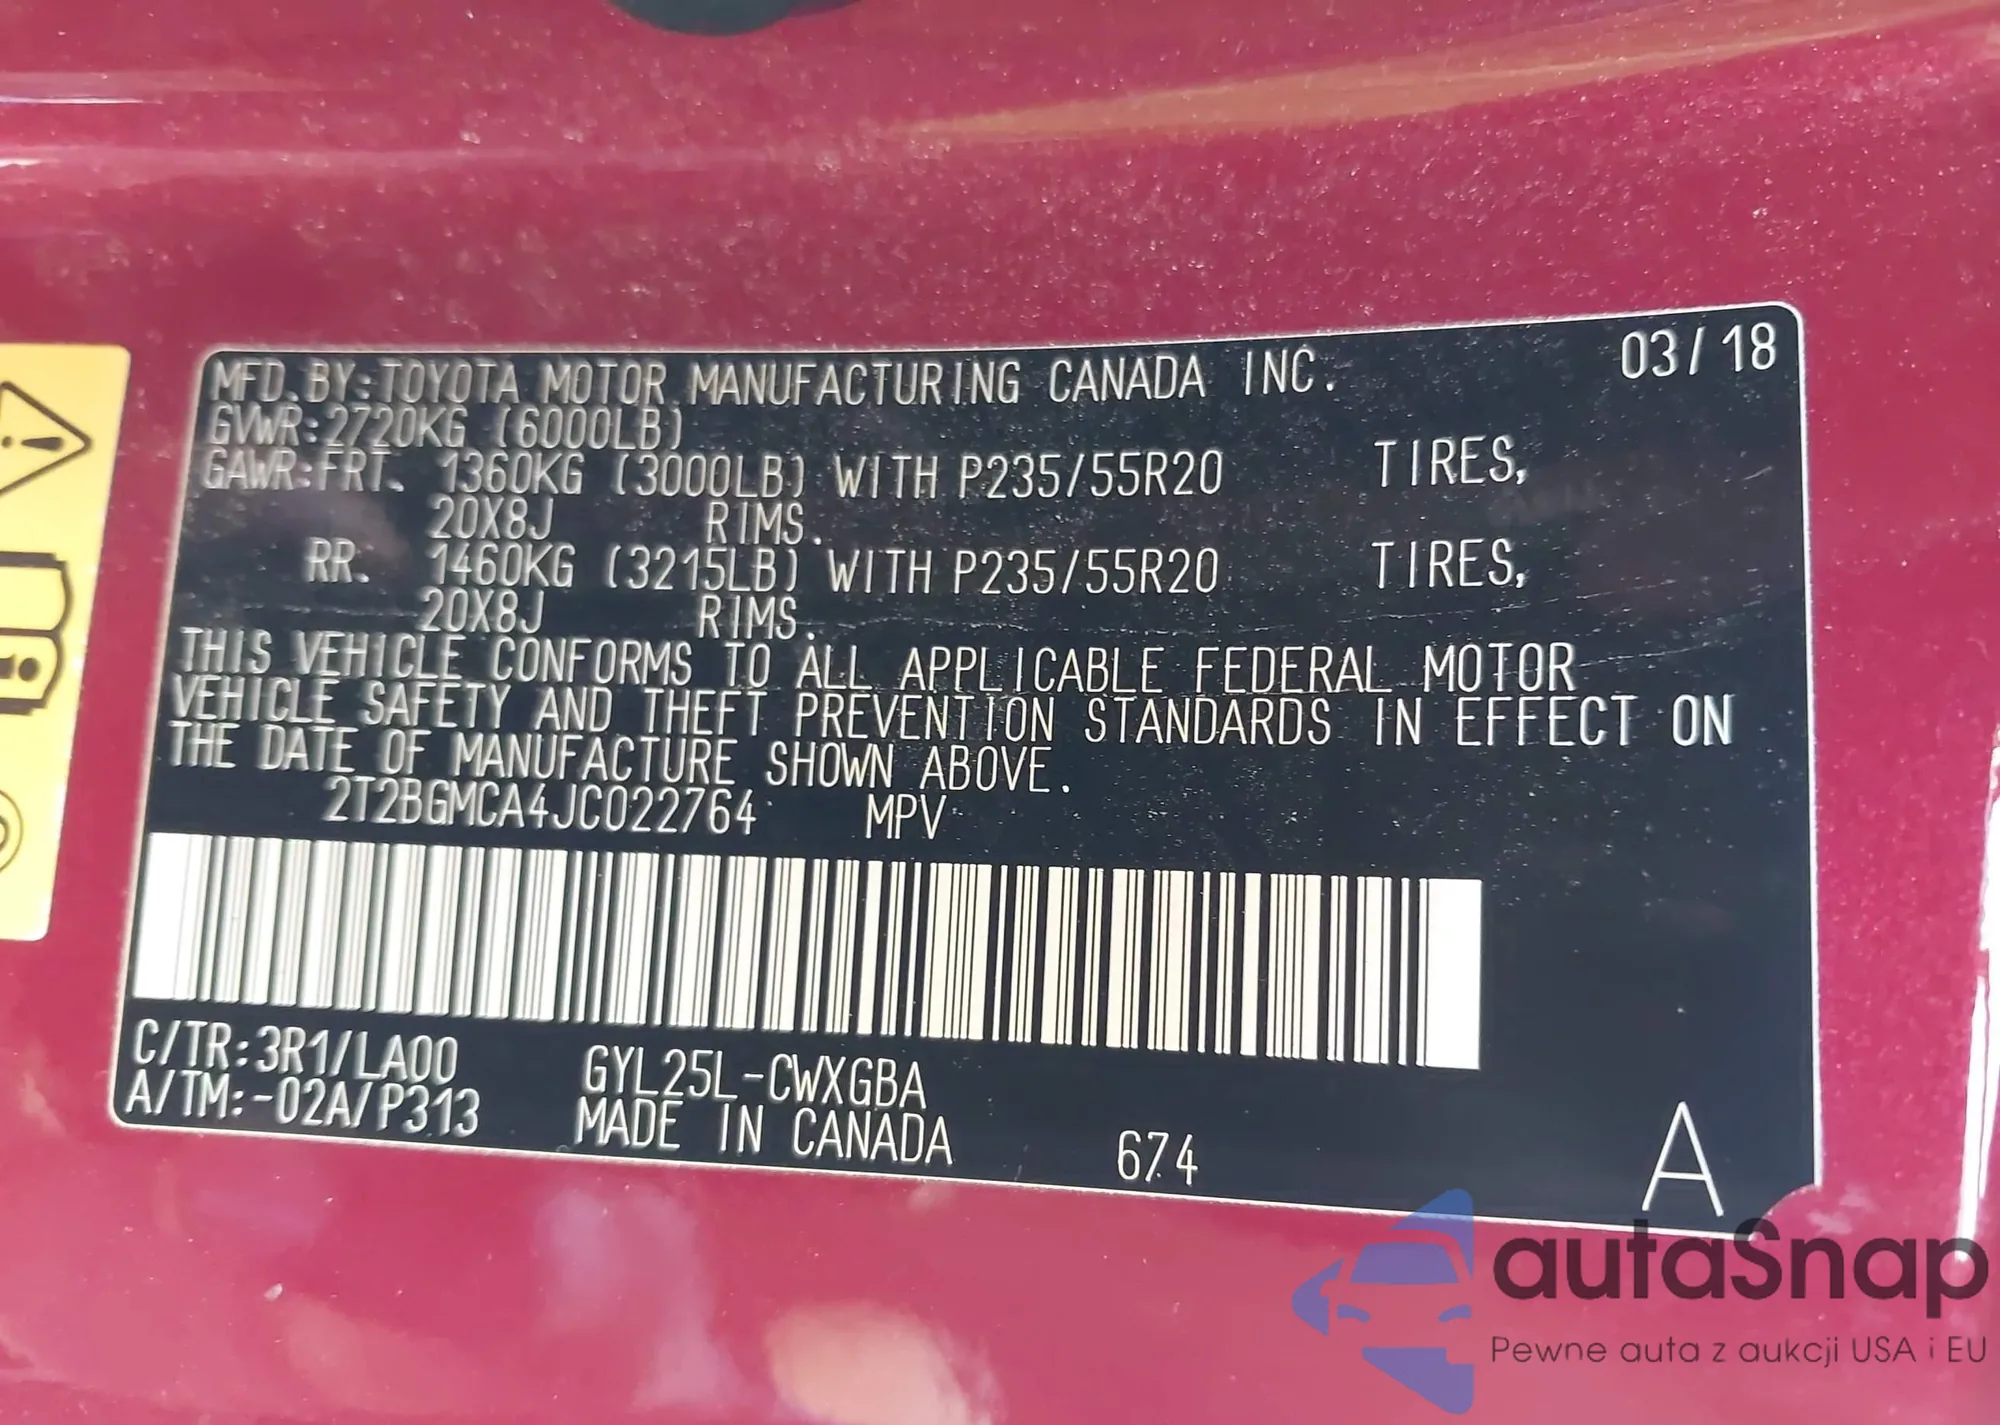 MFD. BY: TOYOTA MOTOR MANUFACTURING CANADA INC. 03/18
GVWR: 2720KG (6000LB)
GAWR: FRT. 1360KG (3000LB) WITH P235/55R20 TIRES,
20X8J RIMS.
RR. 1460KG (3215LB) WITH P235/55R20 TIRES,
20X8J RIMS.
THIS VEHICLE CONFORMS TO ALL APPLICABLE FEDERAL MOTOR
VEHICLE SAFETY AND THEFT PREVENTION STANDARDS IN EFFECT ON
THE DATE OF MANUFACTURE SHOWN ABOVE.
2T2BGMCA4JC022764 MPV
C/TR: 3R1/LA00 GYL25L-CWXGBA
A/TM: -02A/P313 MADE IN CANADA 674 A
autaSnap
Pewne auta z aukcji USA i EU